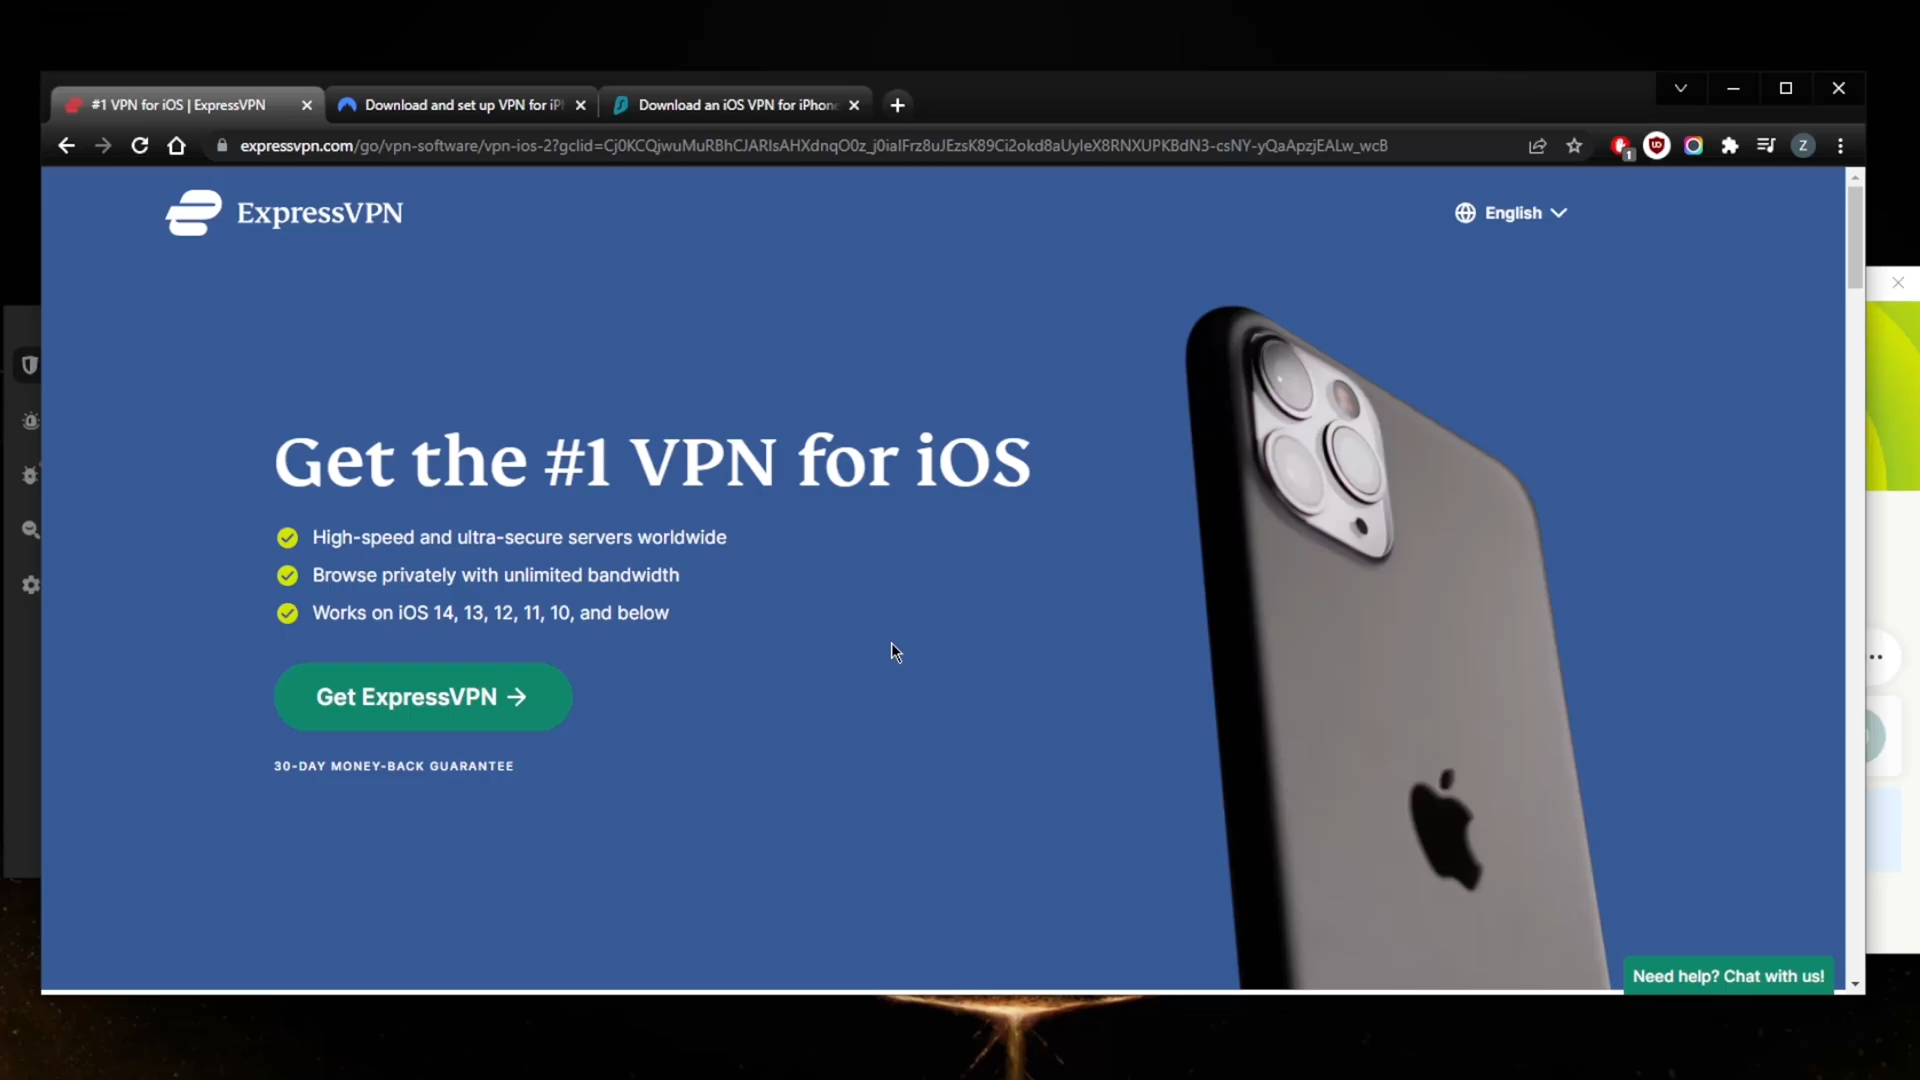 #1 VPN for iOS | ExpressVPN
Download and set up VPN for iP
Download an iOS VPN for iPhone
expressvpn.com/go/vpn-software/vpn-ios-2?gclid=Cj0KCQjwuMuRBhCJARIsAHXdnqO0z_j0iaIFrz8uJEzsK89Ci2okd8aUyIeX8RNXUPKBdN3-csNY-yQaApzjEALw_wcB
1
Z
ExpressVPN
English
Get the #1 VPN for iOS
High-speed and ultra-secure servers worldwide
Browse privately with unlimited bandwidth
Works on iOS 14, 13, 12, 11, 10, and below
Get ExpressVPN →
30-DAY MONEY-BACK GUARANTEE
Need help? Chat with us!